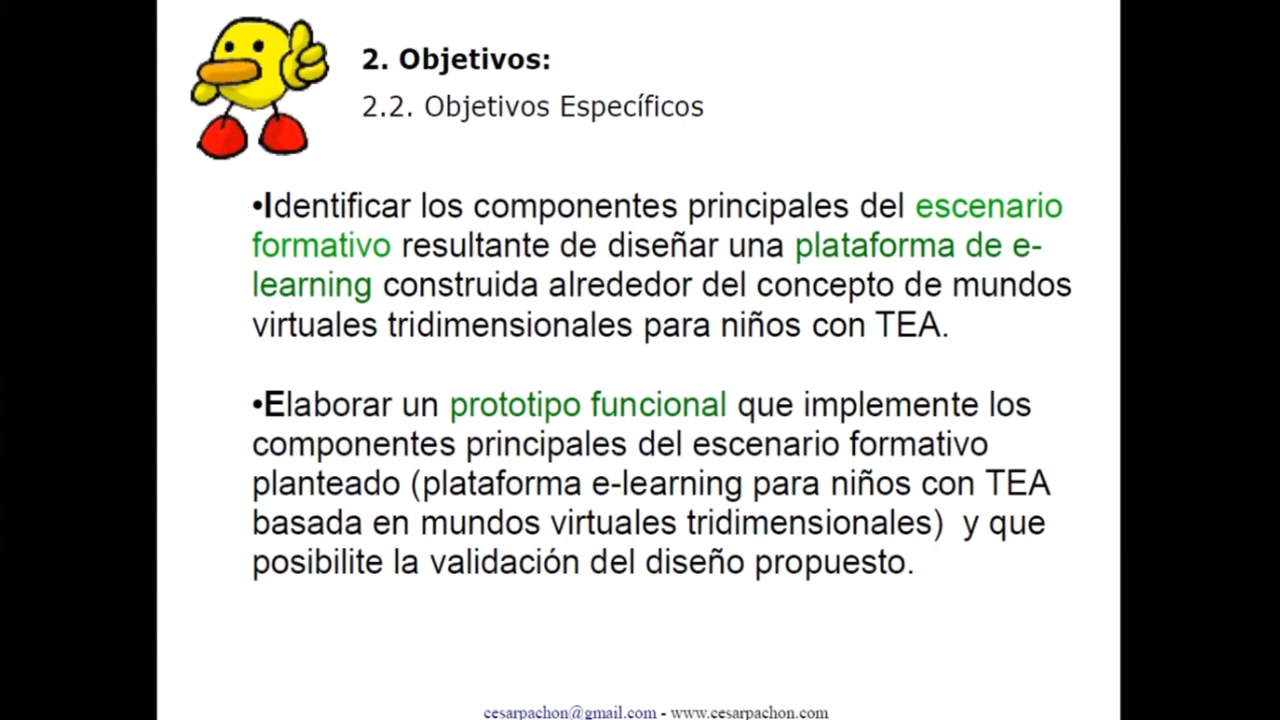 2. Objetivos:
2.2. Objetivos Específicos
•Identificar los componentes principales del escenario
formativo resultante de diseñar una plataforma de e-
learning construida alrededor del concepto de mundos
virtuales tridimensionales para niños con TEA.
•Elaborar un prototipo funcional que implemente los
componentes principales del escenario formativo
planteado (plataforma e-learning para niños con TEA
basada en mundos virtuales tridimensionales)  y que
posibilite la validación del diseño propuesto.
cesarpachon@gmail.com - www.cesarpachon.com